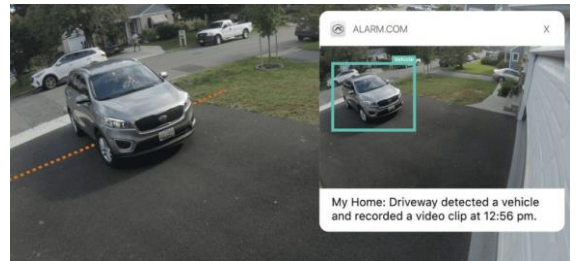 ALARM.COM
X
Vehicle
My Home: Driveway detected a vehicle
and recorded a video clip at 12:56 pm.